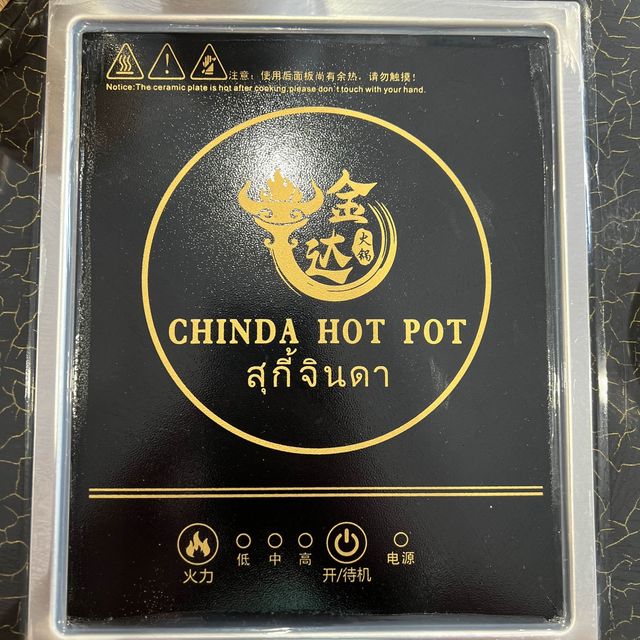 注意：使用后面板尚有余热，请勿触摸！
Notice:The ceramic plate is hot after cooking,please don't touch with your hand.
金
达
火锅
CHINDA HOT POT
สุกี้จินดา
低 中 高
火力 开/待机 电源